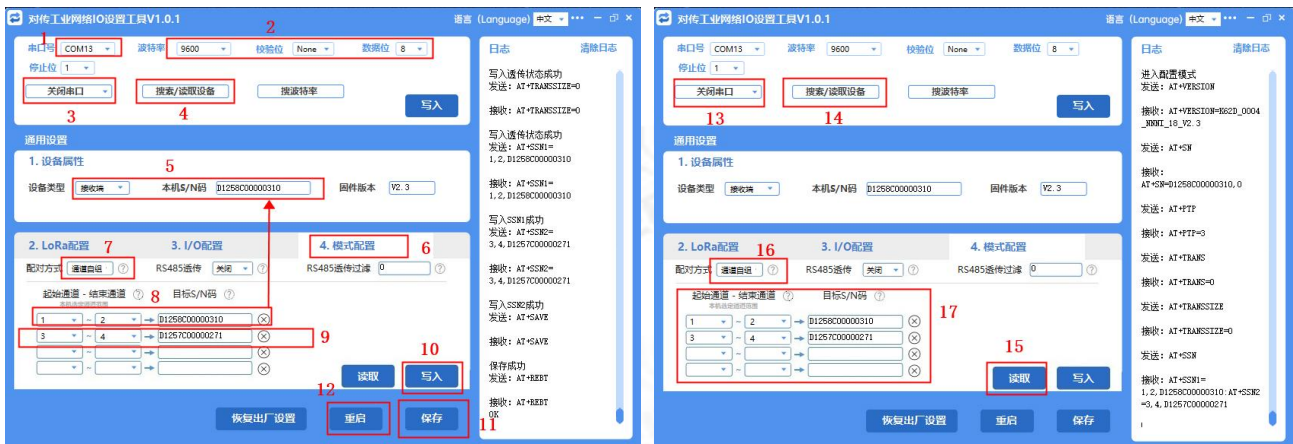 对传工业网络IO设置工具V1.0.1 语言 (Language) 中文
1 2
串口号 COM13 波特率 9600 校验位 None 数据位 8
停止位 1
关闭串口 搜索/读取设备 搜波特率
3 4 写入
通用设置
1. 设备属性
5
设备类型 接收端 本机S/N码 D1258C00000310 固件版本 V2.3
2. LoRa配置 7 3. I/O配置 4. 模式配置 6
配对方式 通道自组 RS485透传 关闭 RS485透传过滤 0
8
起始通道 - 结束通道 目标S/N码
本机选定通道范围
1 ~ 2 D1258C00000310
3 ~ 4 D1257C00000271 9
~
~
10
读取 写入
12
恢复出厂设置 重启 保存 11
日志 清除日志
写入透传状态成功
发送: AT+TRANSSIZE=0
接收: AT+TRANSSIZE=0
写入透传状态成功
发送: AT+SSN1=
1,2,D1258C00000310
接收: AT+SSN1=
1,2,D1258C00000310
写入SSN1成功
发送: AT+SSN2=
3,4,D1257C00000271
接收: AT+SSN2=
3,4,D1257C00000271
写入SSN2成功
发送: AT+SAVE
接收: AT+SAVE
保存成功
发送: AT+REBT
接收: AT+REBT
OK
对传工业网络IO设置工具V1.0.1 语言 (Language) 中文
串口号 COM13 波特率 9600 校验位 None 数据位 8
停止位 1
关闭串口 搜索/读取设备 搜波特率
13 14 写入
通用设置
1. 设备属性
设备类型 接收端 本机S/N码 D1258C00000310 固件版本 V2.3
2. LoRa配置 16 3. I/O配置 4. 模式配置
配对方式 通道自组 RS485透传 关闭 RS485透传过滤 0
起始通道 - 结束通道 目标S/N码
本机选定通道范围
17
1 ~ 2 D1258C00000310
3 ~ 4 D1257C00000271
~
~
15
读取 写入
恢复出厂设置 重启 保存
日志 清除日志
进入配置模式
发送: AT+VERSION
接收: AT+VERSION=K62D_0004
_NNNI_18_V2.3
发送: AT+SN
接收:
AT+SN=D1258C00000310,0
发送: AT+PTP
接收: AT+PTP=3
发送: AT+TRANS
接收: AT+TRANS=0
发送: AT+TRANSSIZE
接收: AT+TRANSSIZE=0
发送: AT+SSN
接收: AT+SSN1=
1,2,D1258C00000310:AT+SSN2
=3,4,D1257C00000271